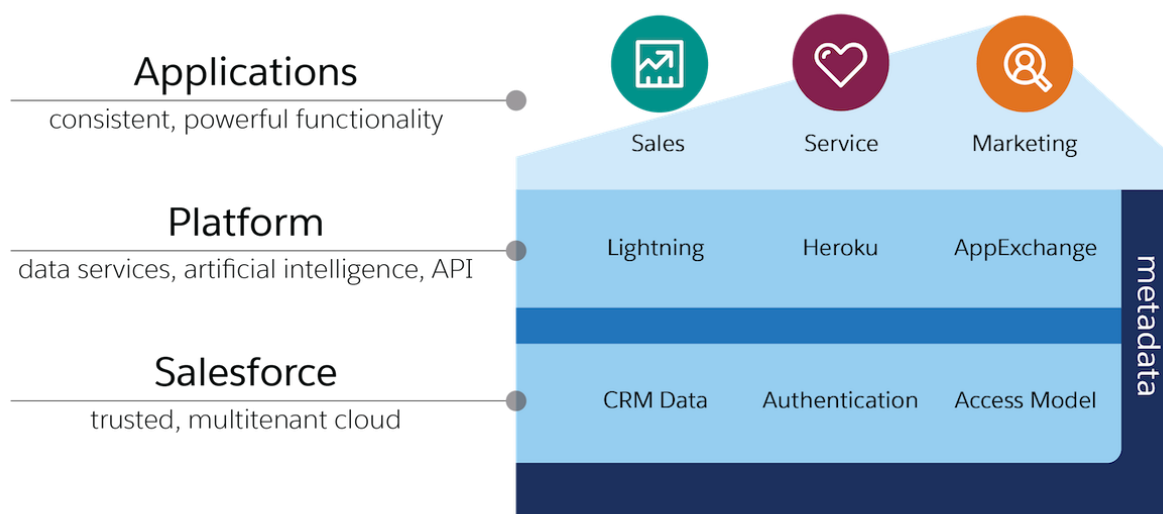 Applications
consistent, powerful functionality
Sales
Service
Marketing
Platform
data services, artificial intelligence, API
Lightning
Heroku
AppExchange
metadata
Salesforce
trusted, multitenant cloud
CRM Data
Authentication
Access Model